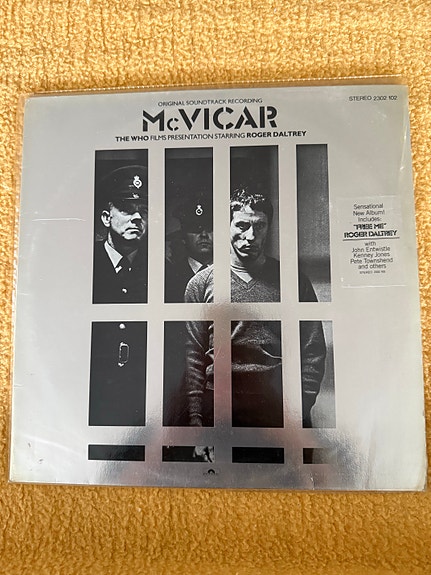 ORIGINAL SOUNDTRACK RECORDING
STEREO 2302 102
McVICAR
THE WHO FILMS PRESENTATION STARRING ROGER DALTREY
Sensational
New Album!
Includes:
"FREE ME"
ROGER DALTREY
with
John Entwistle
Kenney Jones
Pete Townshend
and others